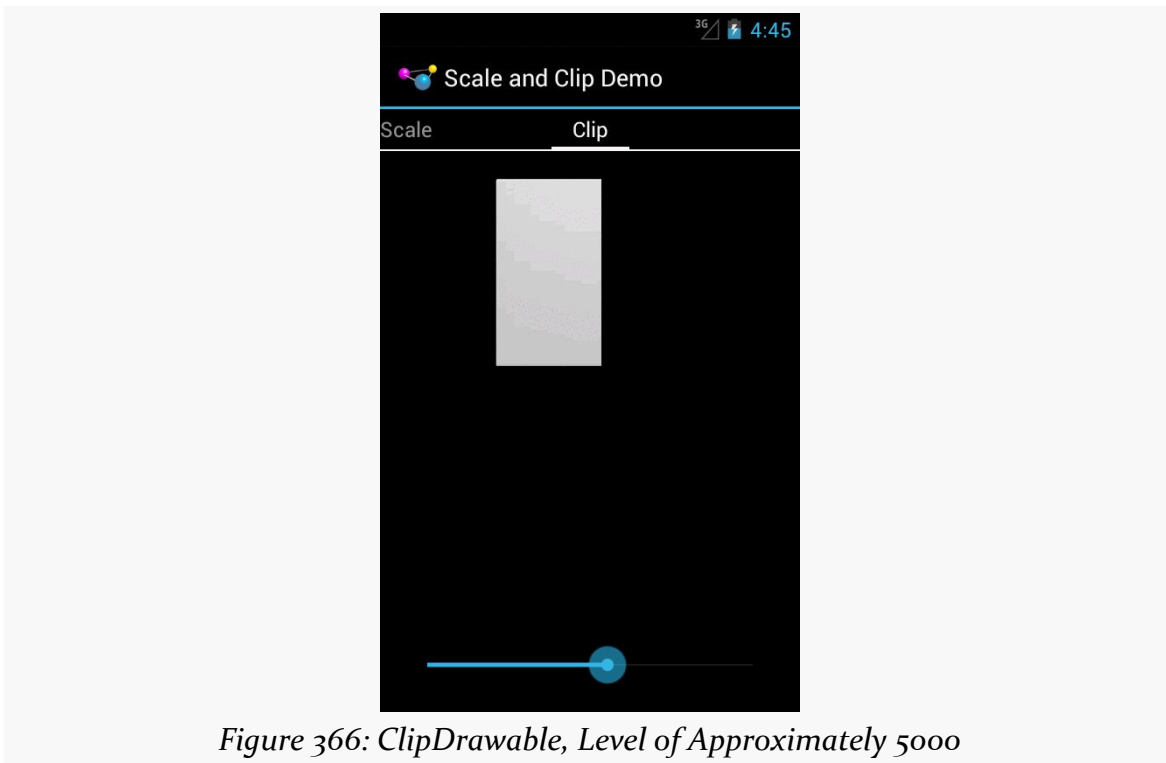 3G 4:45
Scale and Clip Demo
Scale Clip
Figure 366: ClipDrawable, Level of Approximately 5000